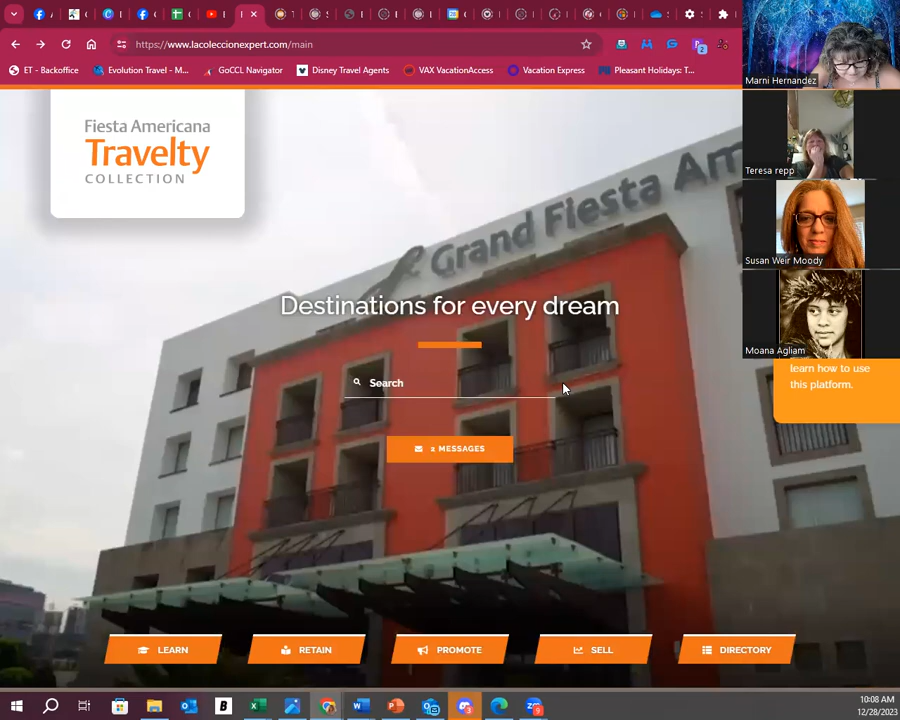 https://www.lacoleccionexpert.com/main
ET - Backoffice
Evolution Travel - M...
GoCCL Navigator
Disney Travel Agents
VAX VacationAccess
Vacation Express
Pleasant Holidays: T...
Marni Hernandez
Teresa repp
Susan Weir Moody
Moana Agliam
Fiesta Americana
Travelty
COLLECTION
Grand Fiesta Am
Destinations for every dream
Search
2 MESSAGES
learn how to use
this platform.
LEARN
RETAIN
PROMOTE
SELL
DIRECTORY
10:08 AM
12/28/2023